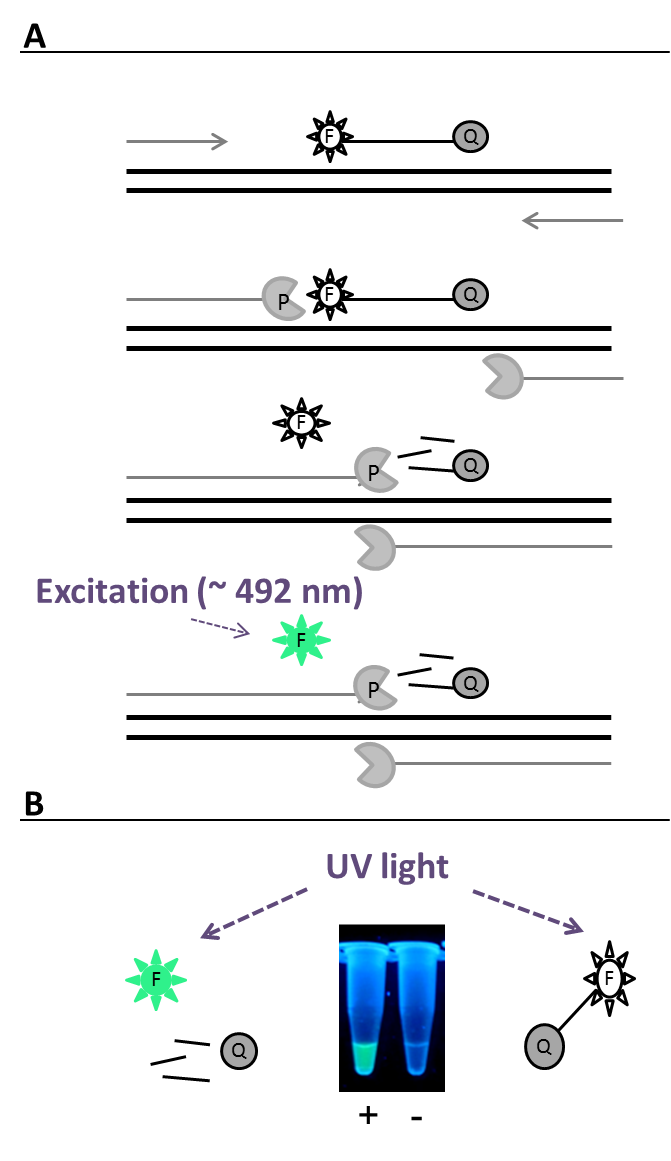 A
F Q
P F Q
F
P Q
Excitation (~ 492 nm)
F
P Q
B
UV light
F F
Q Q
+ -